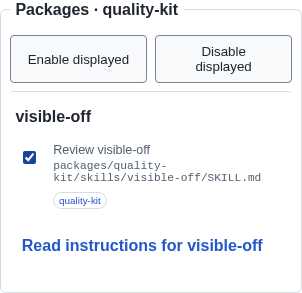 Packages · quality-kit
Enable displayed
Disable
displayed
visible-off
Review visible-off
packages/quality-
kit/skills/visible-off/SKILL.md
quality-kit
Read instructions for visible-off